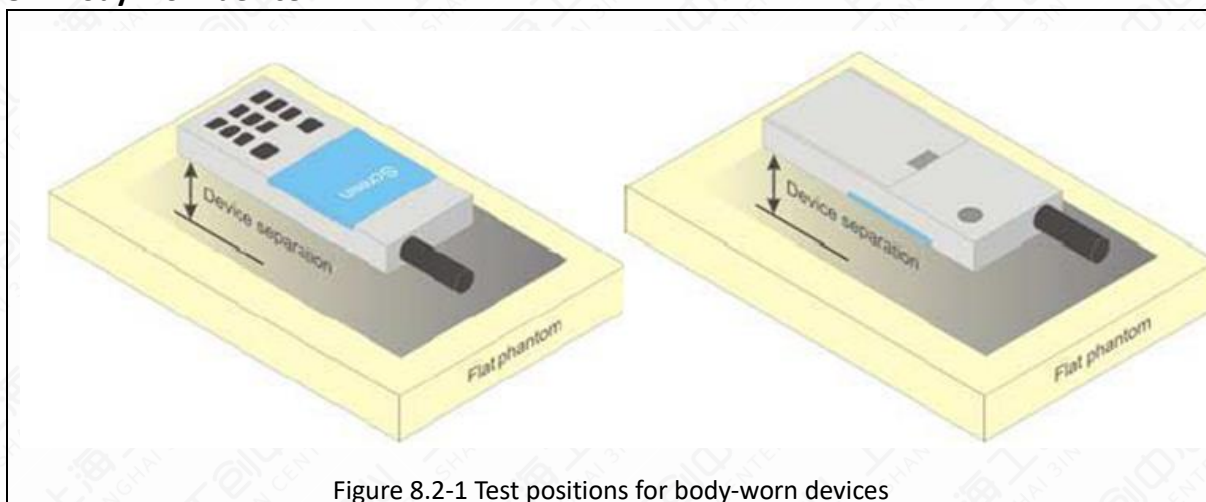 Screen
Device separation
Flat phantom
Device separation
Flat phantom
Figure 8.2-1 Test positions for body-worn devices